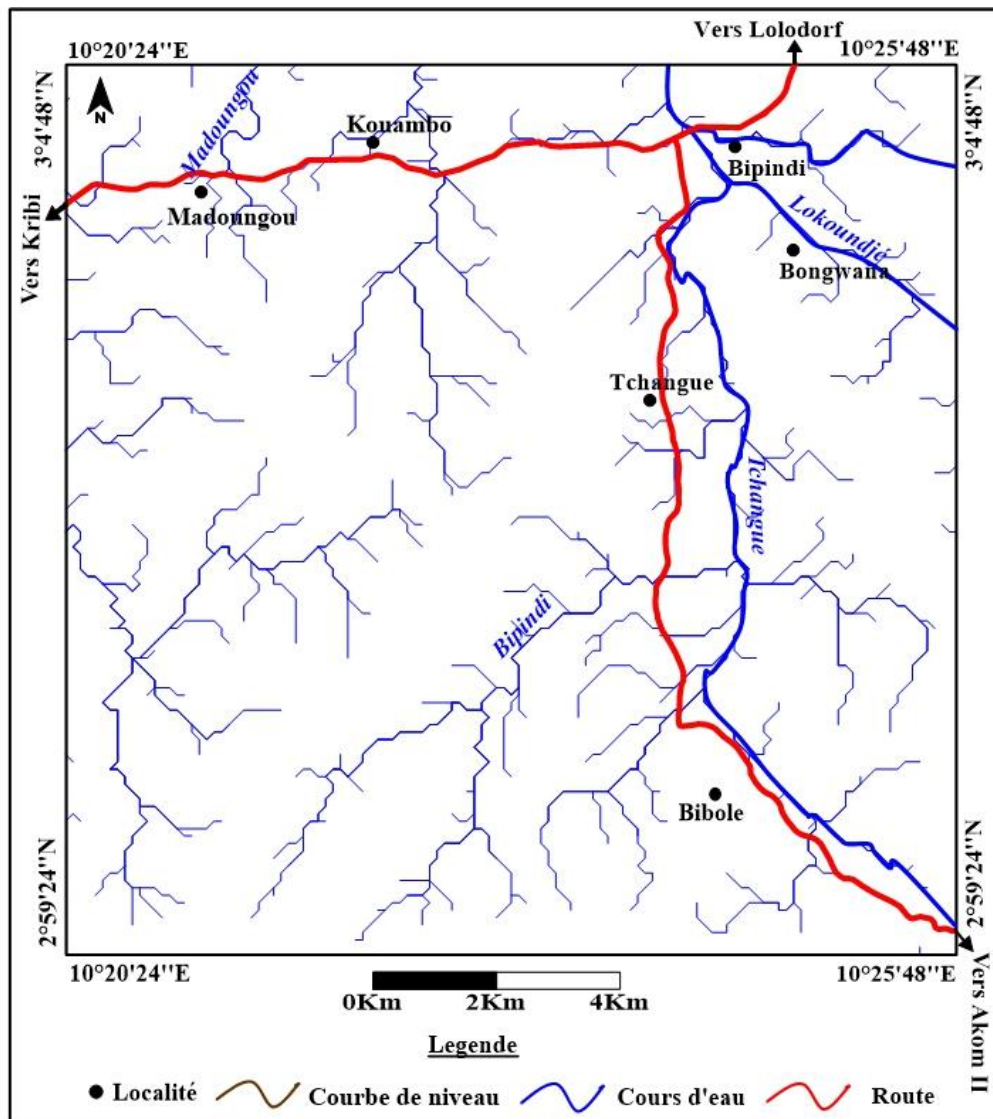 Vers Lolodorf
10°20'24''E
10°25'48''E
3°4'48''N
3°4'48''N
Madoungou
Kouambo
Bipindi
Madoungou
Vers Kribi
Lokoundjé
Bongwana
Tchangue
Tchangue
Bipindi
Bibole
2°59'24''N
2°59'24''N
10°20'24''E
10°25'48''E
Vers Akom II
0Km 2Km 4Km
Legende
Localité Courbe de niveau Cours d'eau Route
N